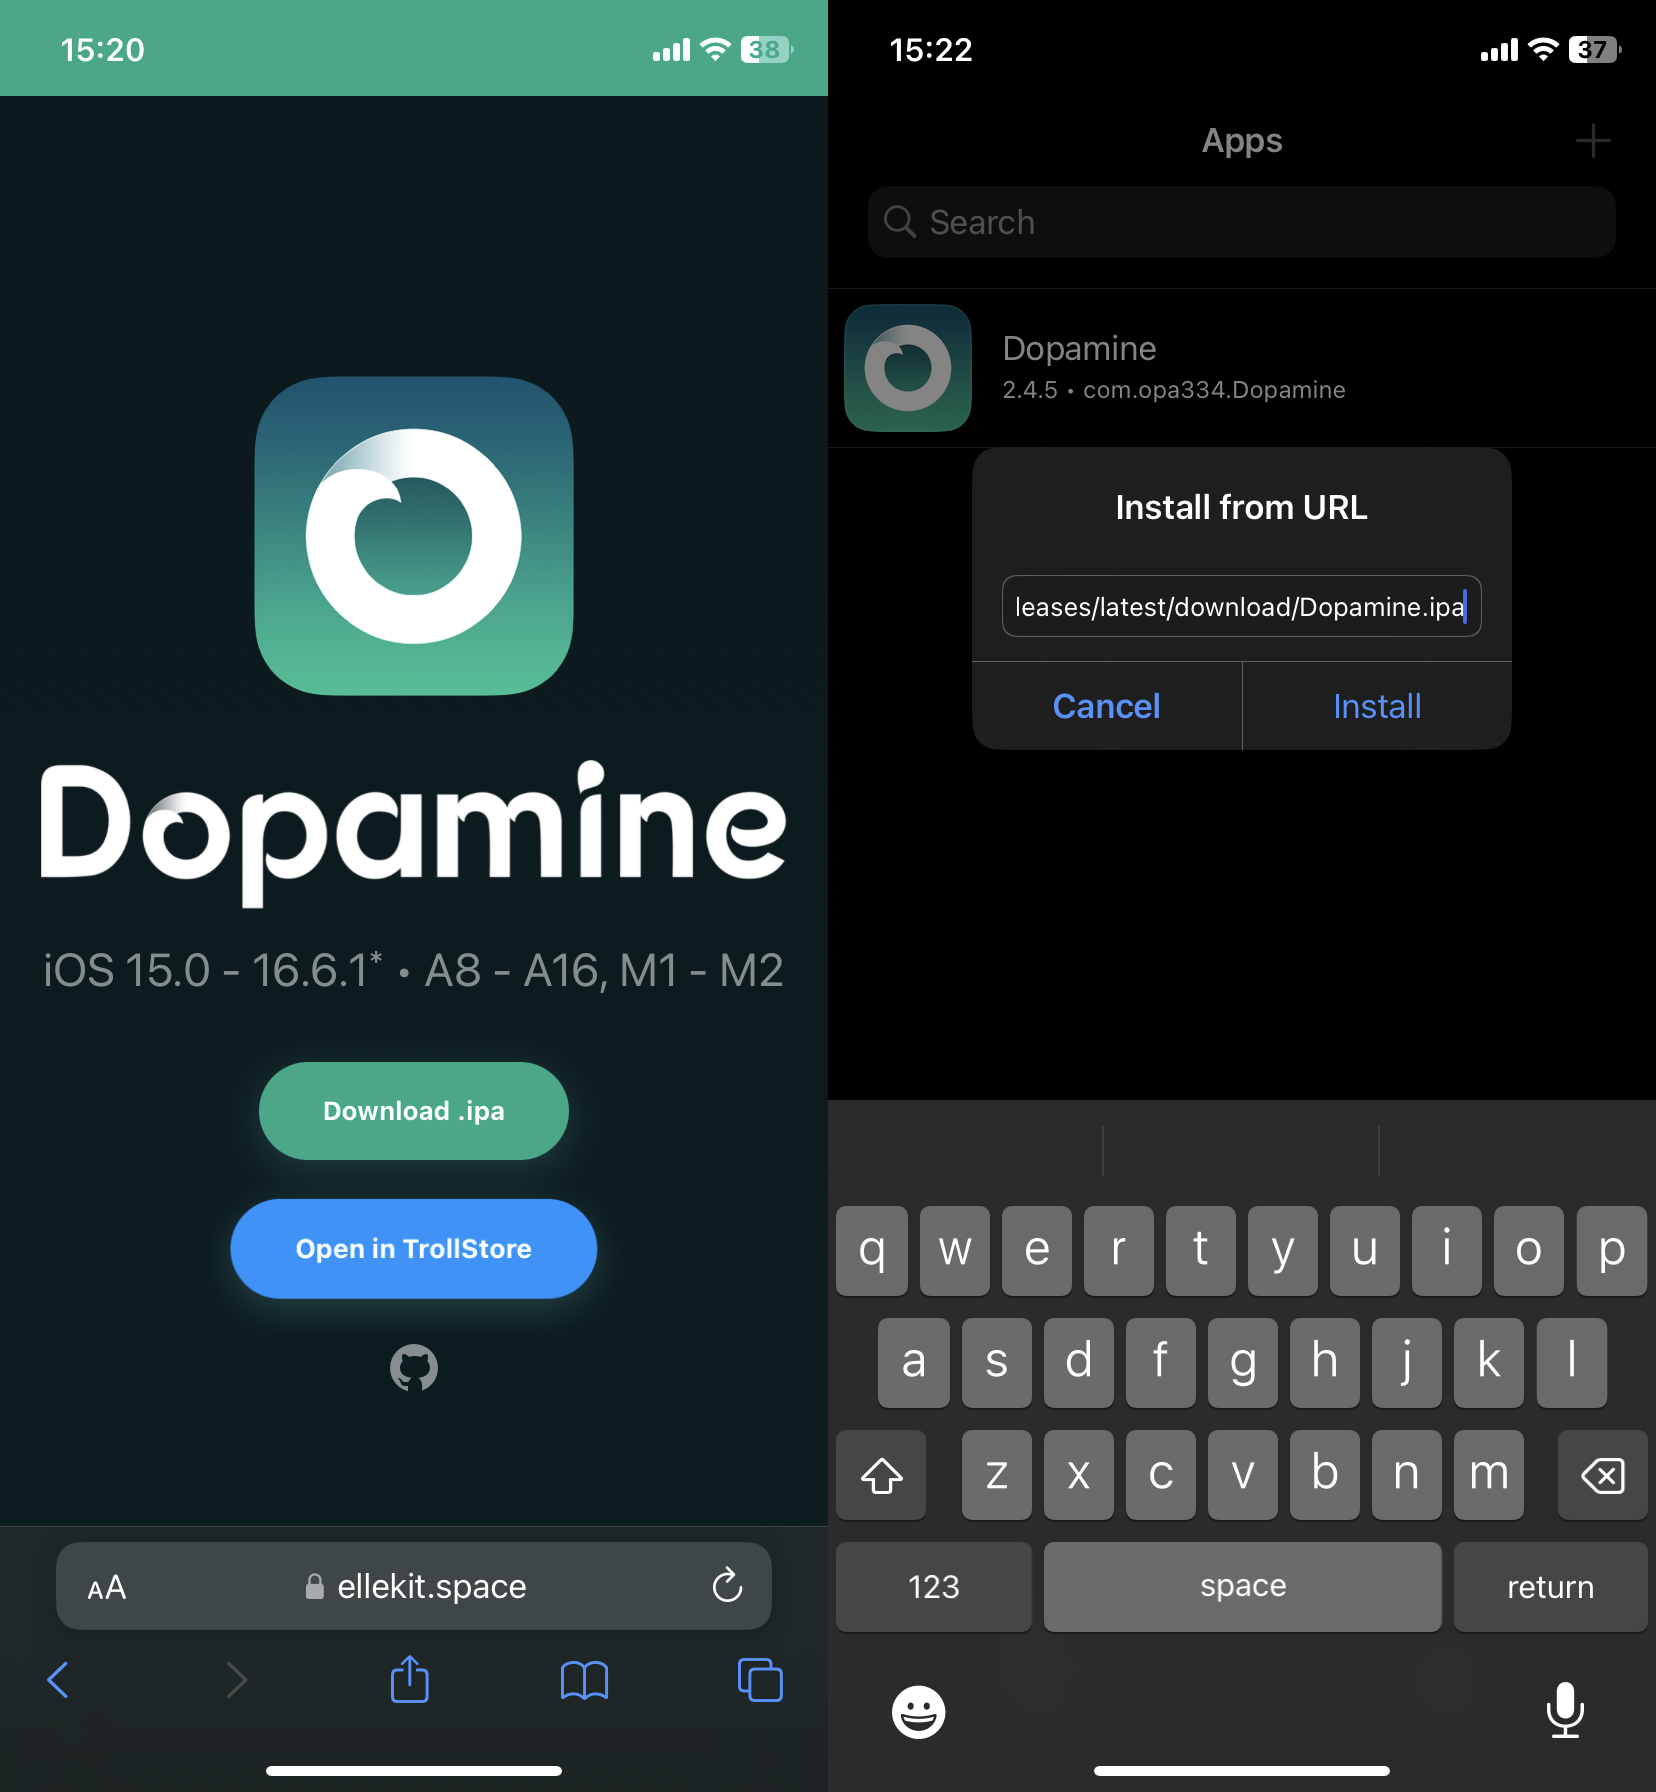 15:20
38
Dopamine
iOS 15.0 - 16.6.1* • A8 - A16, M1 - M2
Download .ipa
Open in TrollStore
AA
ellekit.space
15:22
37
Apps
Search
Dopamine
2.4.5 • com.opa334.Dopamine
Install from URL
leases/latest/download/Dopamine.ipa
Cancel
Install
q w e r t y u i o p
a s d f g h j k l
z x c v b n m
123
space
return